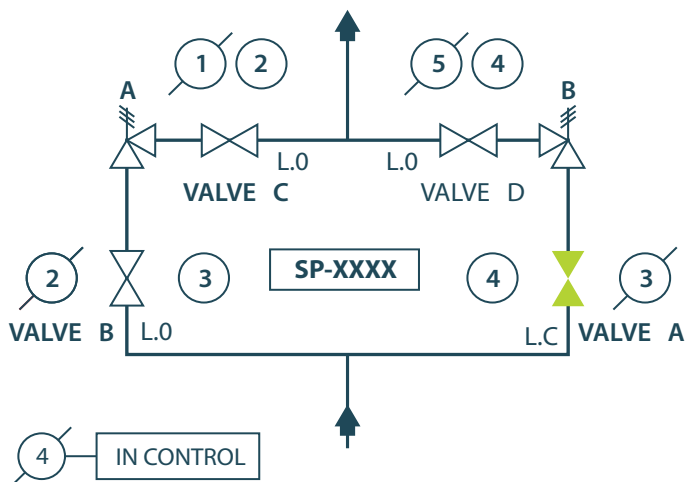 1 2 5 4
A B
L.0 L.0
VALVE C VALVE D
2 3 SP-XXXX 4 3
VALVE B L.0 L.C VALVE A
4 IN CONTROL